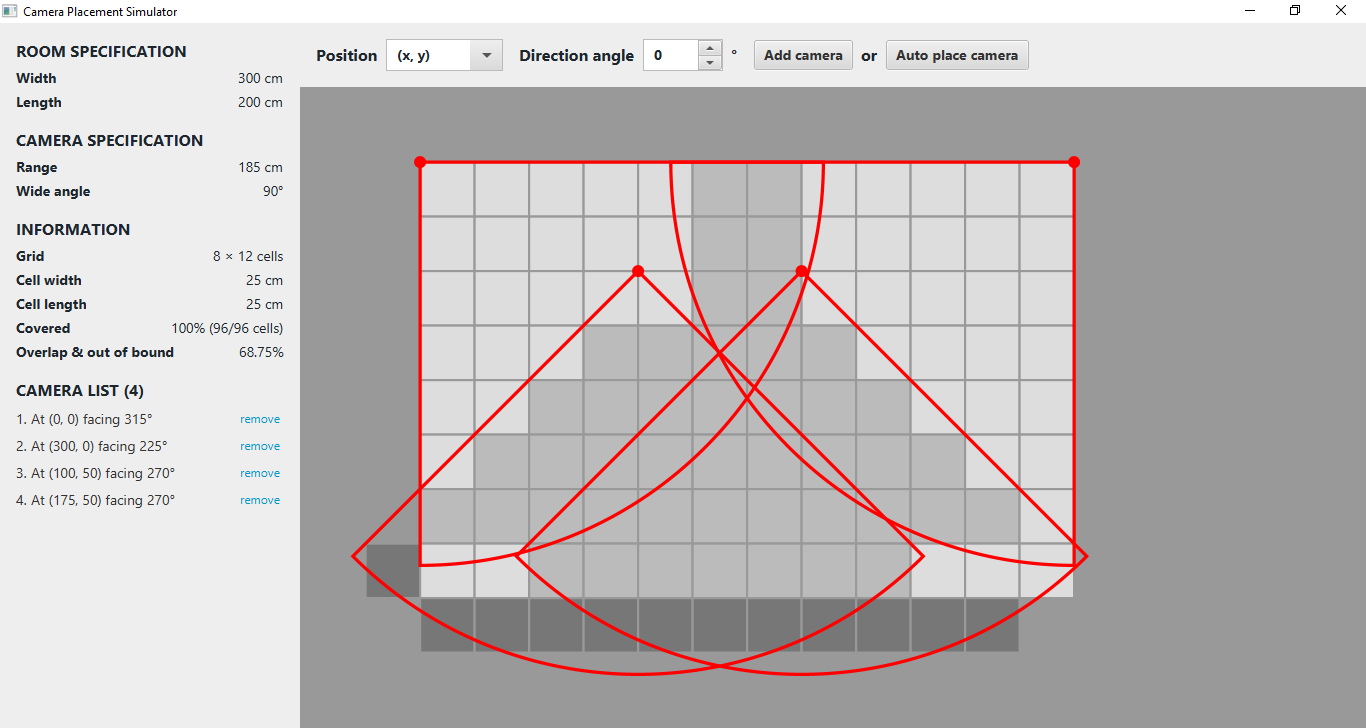 Camera Placement Simulator
ROOM SPECIFICATION
Width 300 cm
Length 200 cm
CAMERA SPECIFICATION
Range 185 cm
Wide angle 90°
INFORMATION
Grid 8 × 12 cells
Cell width 25 cm
Cell length 25 cm
Covered 100% (96/96 cells)
Overlap & out of bound 68.75%
CAMERA LIST (4)
1. At (0, 0) facing 315° remove
2. At (300, 0) facing 225° remove
3. At (100, 50) facing 270° remove
4. At (175, 50) facing 270° remove
Position (x, y) Direction angle 0 ° Add camera or Auto place camera